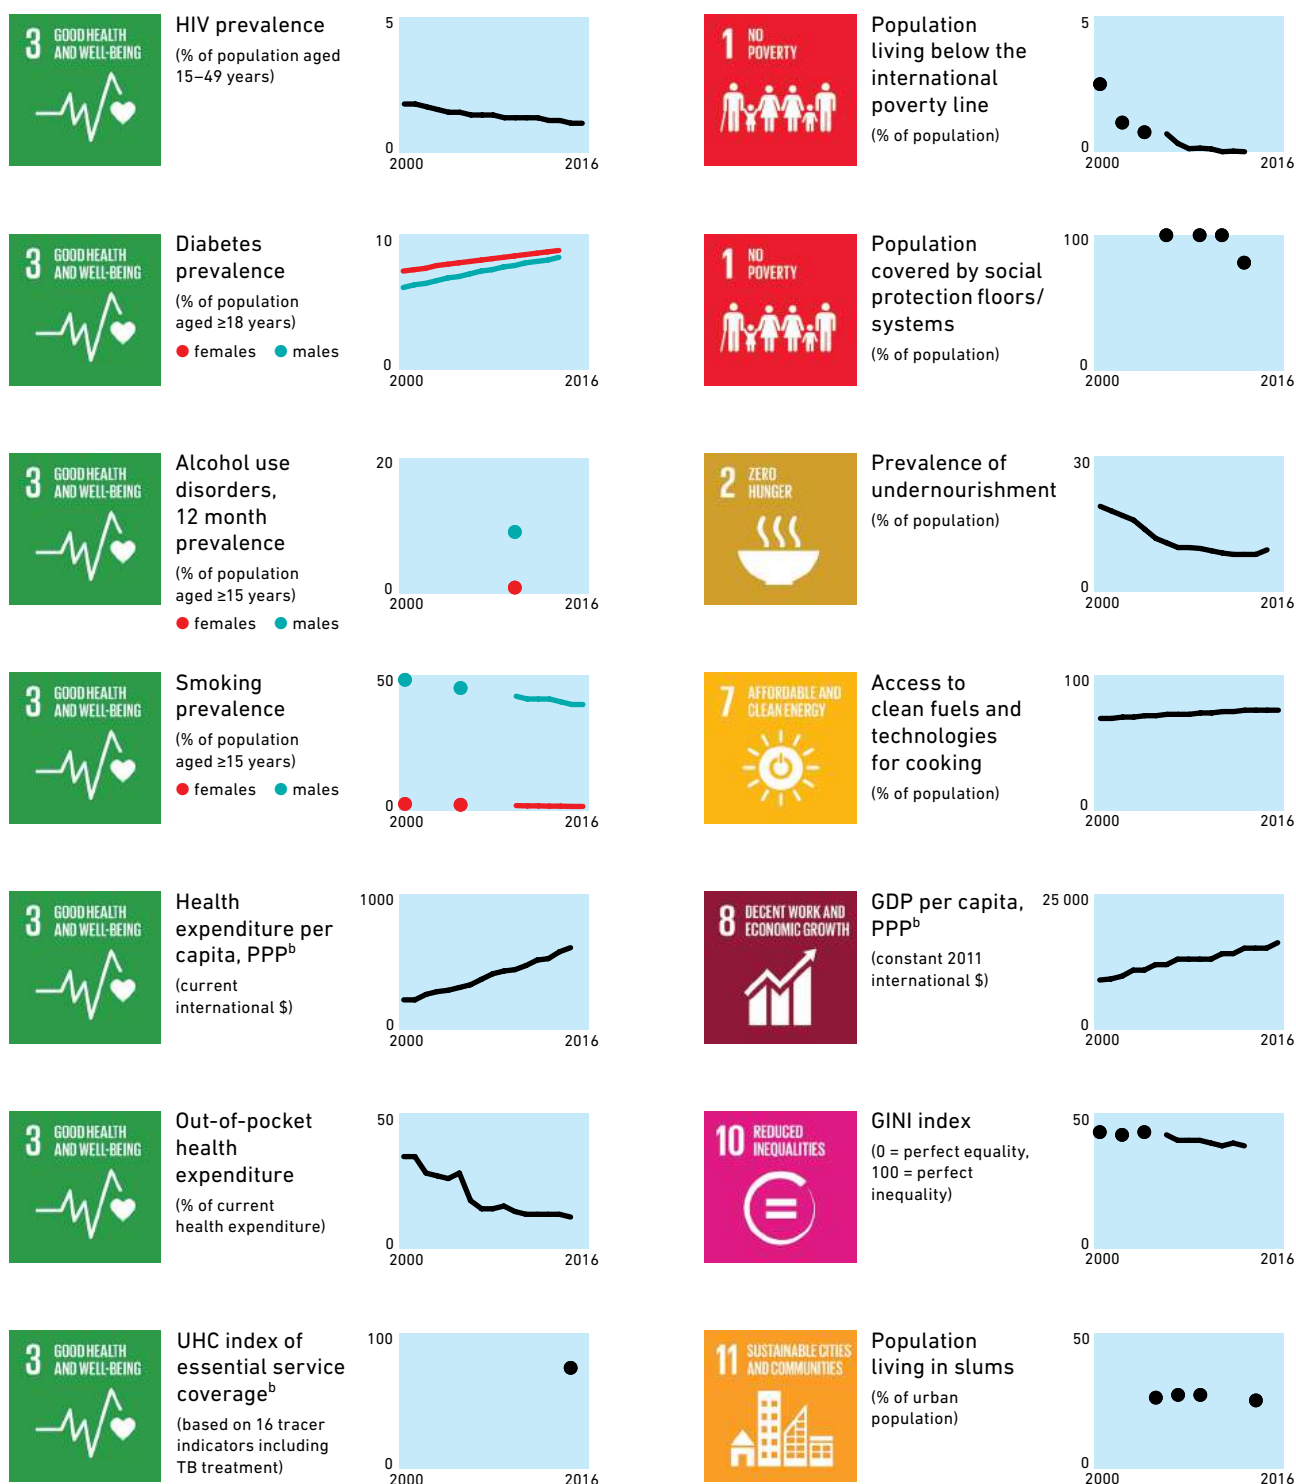 3 GOOD HEALTH
AND WELL-BEING
HIV prevalence
(% of population aged
15–49 years)
5
0
2000 2016
3 GOOD HEALTH
AND WELL-BEING
Diabetes
prevalence
(% of population
aged ≥18 years)
females males
10
0
2000 2016
3 GOOD HEALTH
AND WELL-BEING
Alcohol use
disorders,
12 month
prevalence
(% of population
aged ≥15 years)
females males
20
0
2000 2016
3 GOOD HEALTH
AND WELL-BEING
Smoking
prevalence
(% of population
aged ≥15 years)
females males
50
0
2000 2016
3 GOOD HEALTH
AND WELL-BEING
Health
expenditure per
capita, PPPb
(current
international $)
1000
0
2000 2016
3 GOOD HEALTH
AND WELL-BEING
Out-of-pocket
health
expenditure
(% of current
health expenditure)
50
0
2000 2016
3 GOOD HEALTH
AND WELL-BEING
UHC index of
essential service
coverageb
(based on 16 tracer
indicators including
TB treatment)
100
0
2000 2016
1 NO
POVERTY
Population
living below the
international
poverty line
(% of population)
5
0
2000 2016
1 NO
POVERTY
Population
covered by social
protection floors/
systems
(% of population)
100
0
2000 2016
2 ZERO
HUNGER
Prevalence of
undernourishment
(% of population)
30
0
2000 2016
7 AFFORDABLE AND
CLEAN ENERGY
Access to
clean fuels and
technologies
for cooking
(% of population)
100
0
2000 2016
8 DECENT WORK AND
ECONOMIC GROWTH
GDP per capita,
PPPb
(constant 2011
international $)
25 000
0
2000 2016
10 REDUCED
INEQUALITIES
GINI index
(0 = perfect equality,
100 = perfect
inequality)
50
0
2000 2016
11 SUSTAINABLE CITIES
AND COMMUNITIES
Population
living in slums
(% of urban
population)
50
0
2000 2016